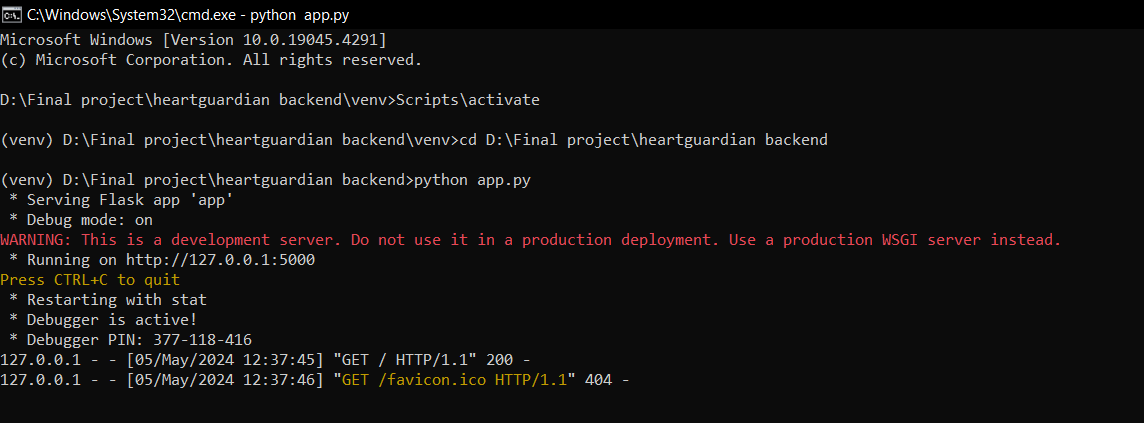 C:\Windows\System32\cmd.exe - python  app.py
Microsoft Windows [Version 10.0.19045.4291]
(c) Microsoft Corporation. All rights reserved.
D:\Final project\heartguardian backend\venv>Scripts\activate
(venv) D:\Final project\heartguardian backend\venv>cd D:\Final project\heartguardian backend
(venv) D:\Final project\heartguardian backend>python app.py
 * Serving Flask app 'app'
 * Debug mode: on
WARNING: This is a development server. Do not use it in a production deployment. Use a production WSGI server instead.
 * Running on http://127.0.0.1:5000
Press CTRL+C to quit
 * Restarting with stat
 * Debugger is active!
 * Debugger PIN: 377-118-416
127.0.0.1 - - [05/May/2024 12:37:45] "GET / HTTP/1.1" 200 -
127.0.0.1 - - [05/May/2024 12:37:46] "GET /favicon.ico HTTP/1.1" 404 -